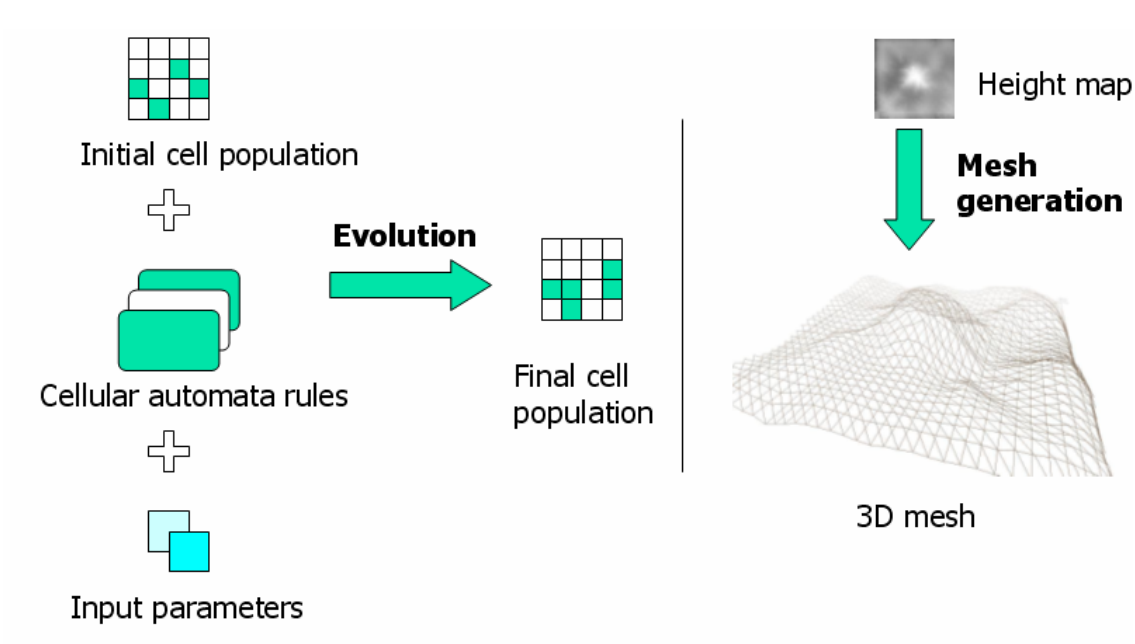 Initial cell population
Cellular automata rules
Input parameters
Evolution
Final cell
population
Height map
Mesh
generation
3D mesh